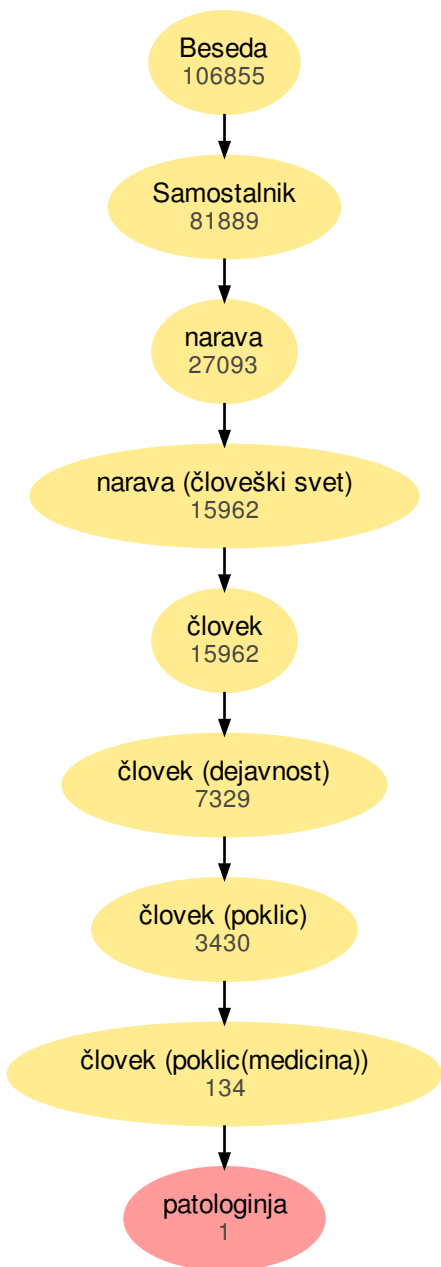 Beseda
106855
Samostalnik
81889
narava
27093
narava (človeški svet)
15962
človek
15962
človek (dejavnost)
7329
človek (poklic)
3430
človek (poklic(medicina))
134
patologinja
1